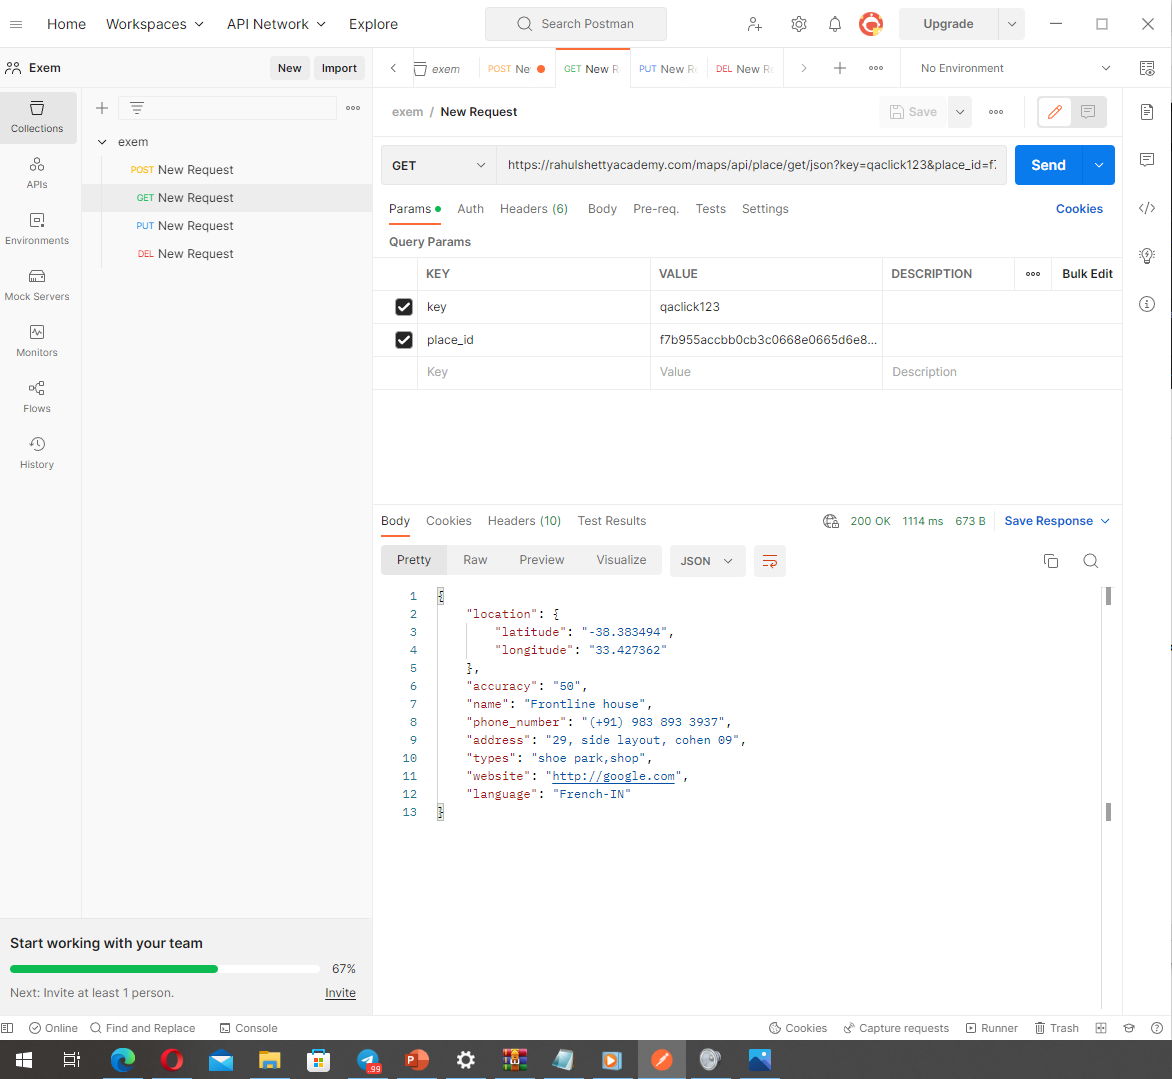 Home Workspaces API Network Explore Search Postman Upgrade
Exem New Import exem POST Ne GET New R PUT New R DEL New R No Environment
Collections
APIs
Environments
Mock Servers
Monitors
Flows
History
exem
POST New Request
GET New Request
PUT New Request
DEL New Request
exem / New Request Save
GET https://rahulshettyacademy.com/maps/api/place/get/json?key=qaclick123&place_id=f7 Send
Params Auth Headers (6) Body Pre-req. Tests Settings Cookies
Query Params
KEY VALUE DESCRIPTION Bulk Edit
key qaclick123
place_id f7b955accbb0cb3c0668e0665d6e8...
Key Value Description
Body Cookies Headers (10) Test Results 200 OK 1114 ms 673 B Save Response
Pretty Raw Preview Visualize JSON
1 {
2 "location": {
3 "latitude": "-38.383494",
4 "longitude": "33.427362"
5 },
6 "accuracy": "50",
7 "name": "Frontline house",
8 "phone_number": "(+91) 983 893 3937",
9 "address": "29, side layout, cohen 09",
10 "types": "shoe park,shop",
11 "website": "http://google.com",
12 "language": "French-IN"
13 }
Start working with your team
67%
Next: Invite at least 1 person. Invite
Online Find and Replace Console Cookies Capture requests Runner Trash
.99